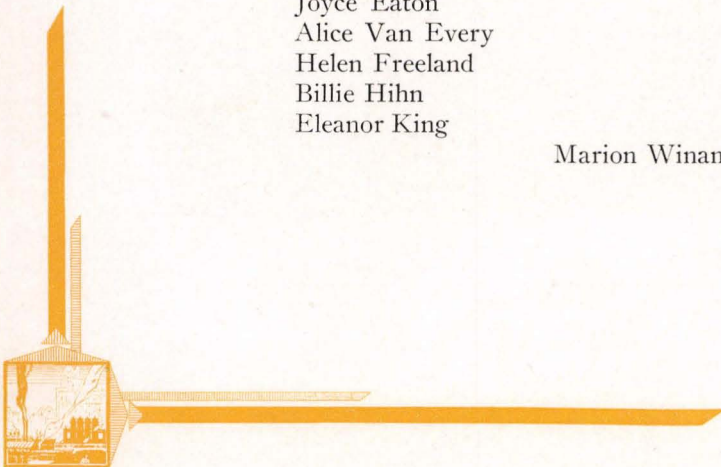 Joyce Eaton
Alice Van Every
Helen Freeland
Billie Hihn
Eleanor King
Marion Winan